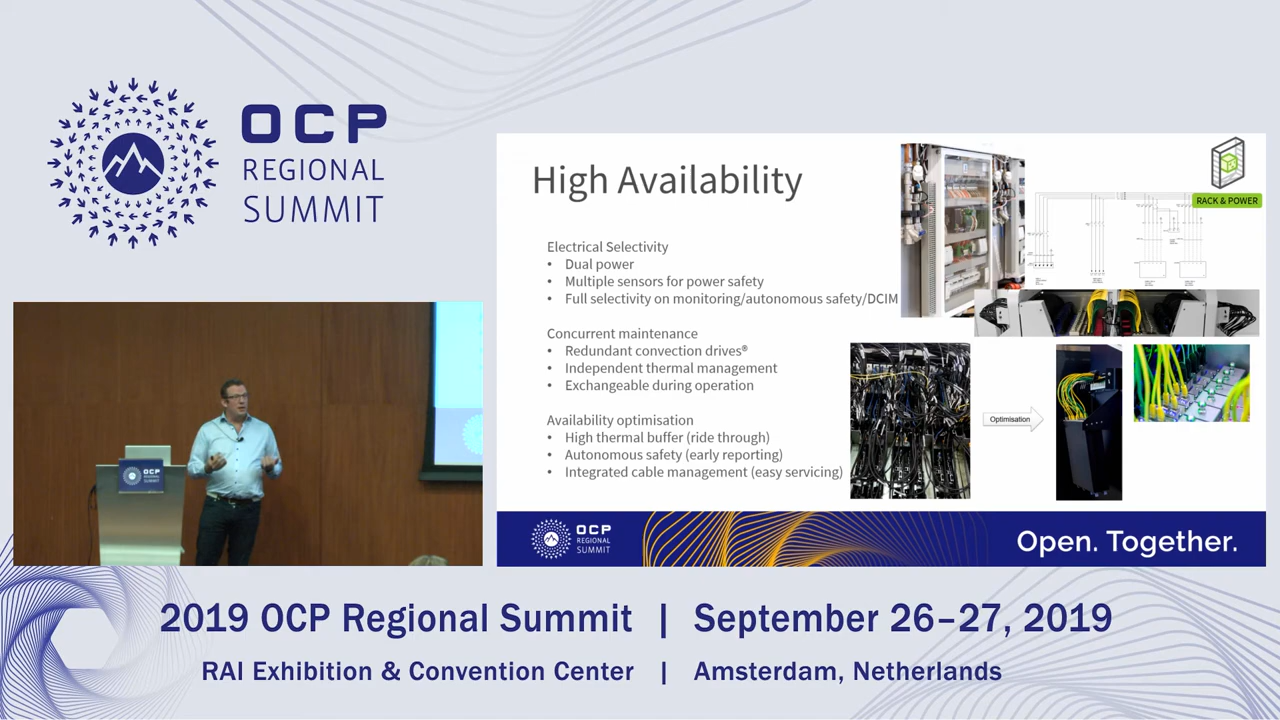 OCP
REGIONAL
SUMMIT
High Availability
RACK & POWER
Electrical Selectivity
• Dual power
• Multiple sensors for power safety
• Full selectivity on monitoring/autonomous safety/DCIM
Concurrent maintenance
• Redundant convection drives®
• Independent thermal management
• Exchangeable during operation
Availability optimisation
• High thermal buffer (ride through)
• Autonomous safety (early reporting)
• Integrated cable management (easy servicing)
Optimisation
OCP
REGIONAL
SUMMIT
Open. Together.
OCP
REGIONAL
SUMMIT
2019 OCP Regional Summit | September 26–27, 2019
RAI Exhibition & Convention Center | Amsterdam, Netherlands